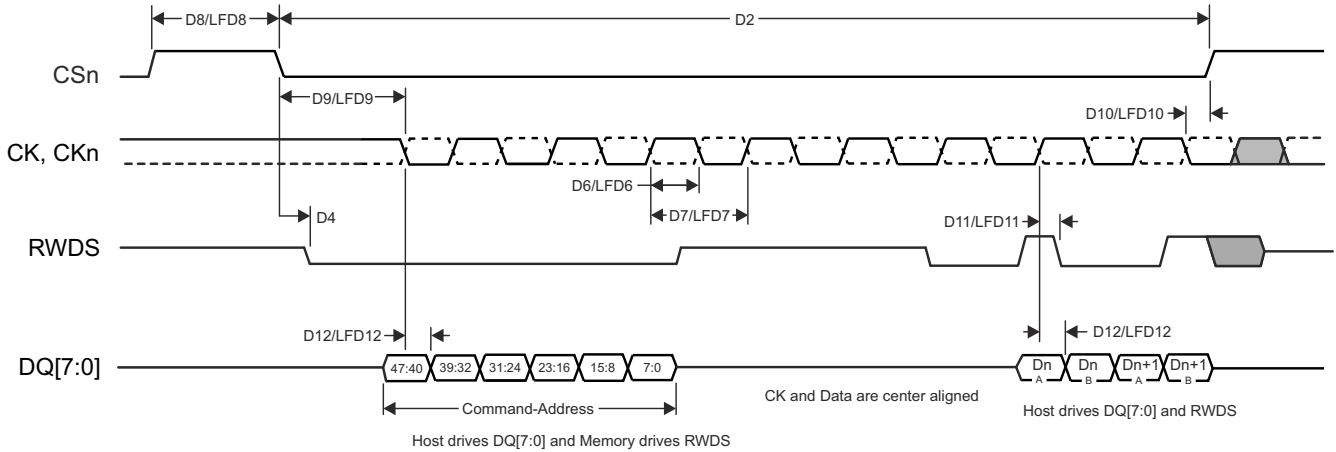 D8/LFD8
D2
CSn
D9/LFD9
D10/LFD10
CK, CKn
D6/LFD6
D7/LFD7
D4
D11/LFD11
RWDS
D12/LFD12
D12/LFD12
DQ[7:0]
47:40 39:32 31:24 23:16 15:8 7:0
Dn Dn Dn+1 Dn+1
A B A B
Command-Address
CK and Data are center aligned
Host drives DQ[7:0] and RWDS
Host drives DQ[7:0] and Memory drives RWDS